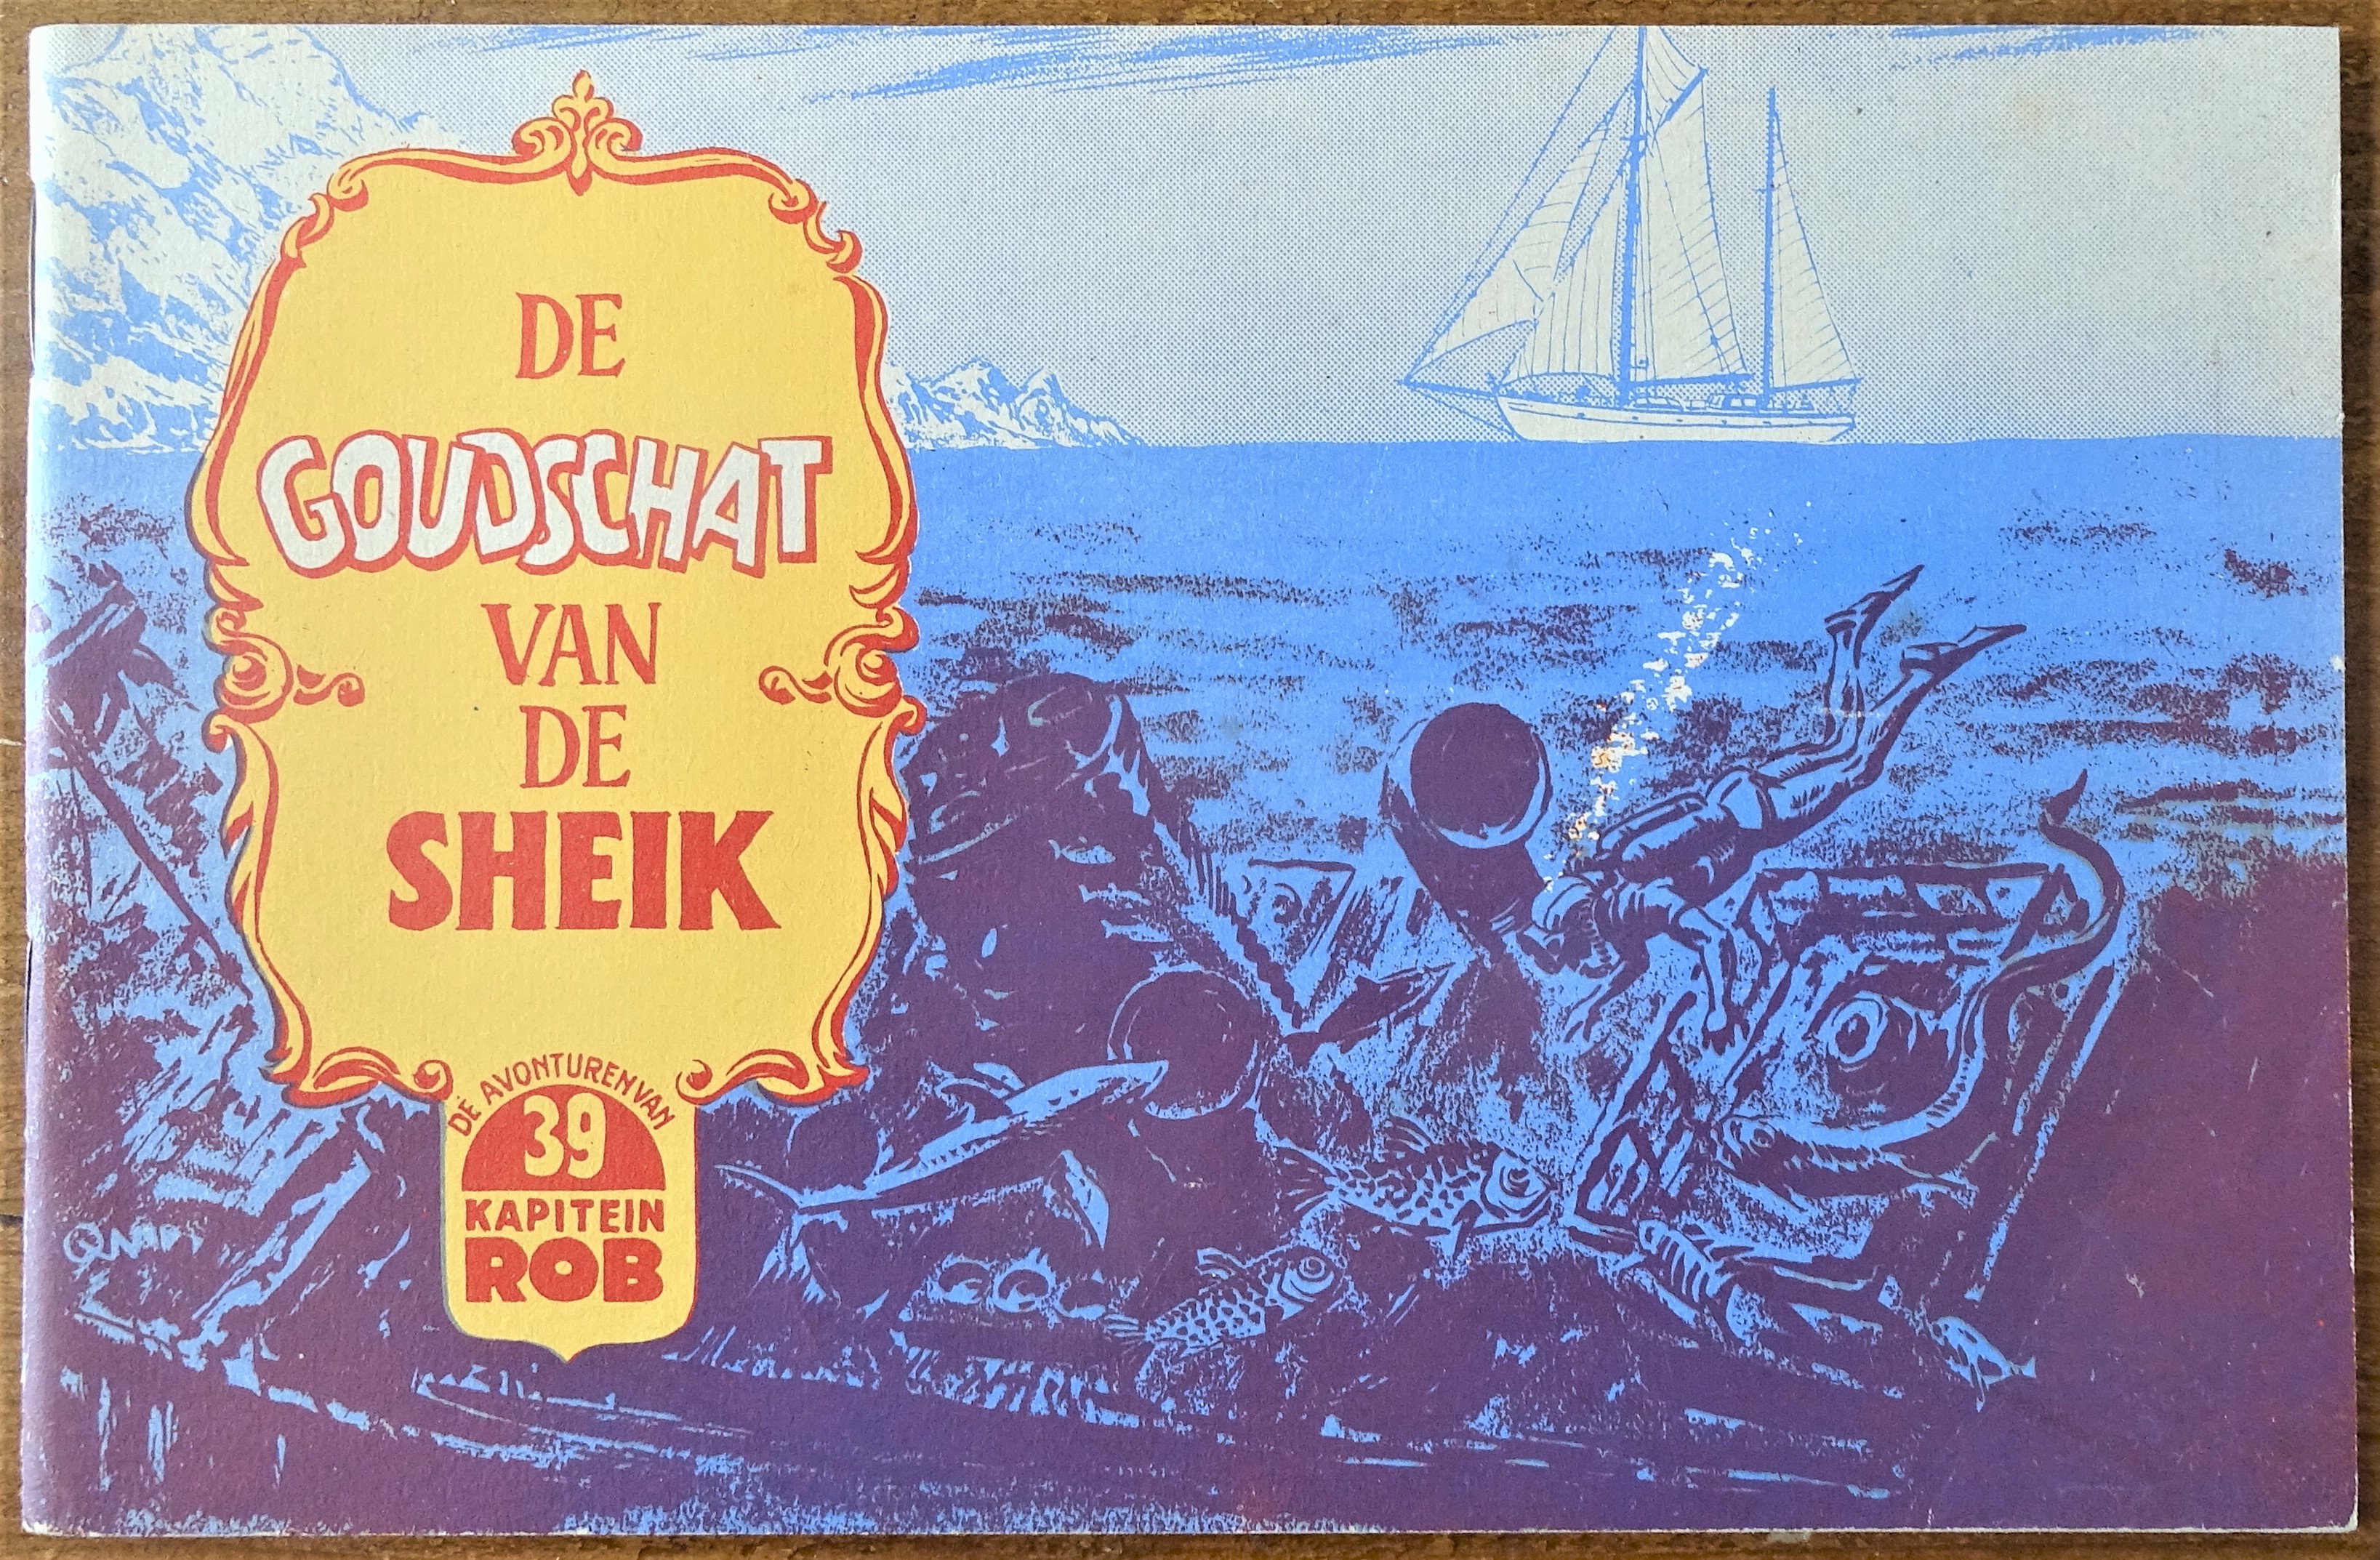 DE
GOUDSCHAT
VAN
DE
SHEIK
DE AVONTUREN VAN
39
KAPITEIN
ROB